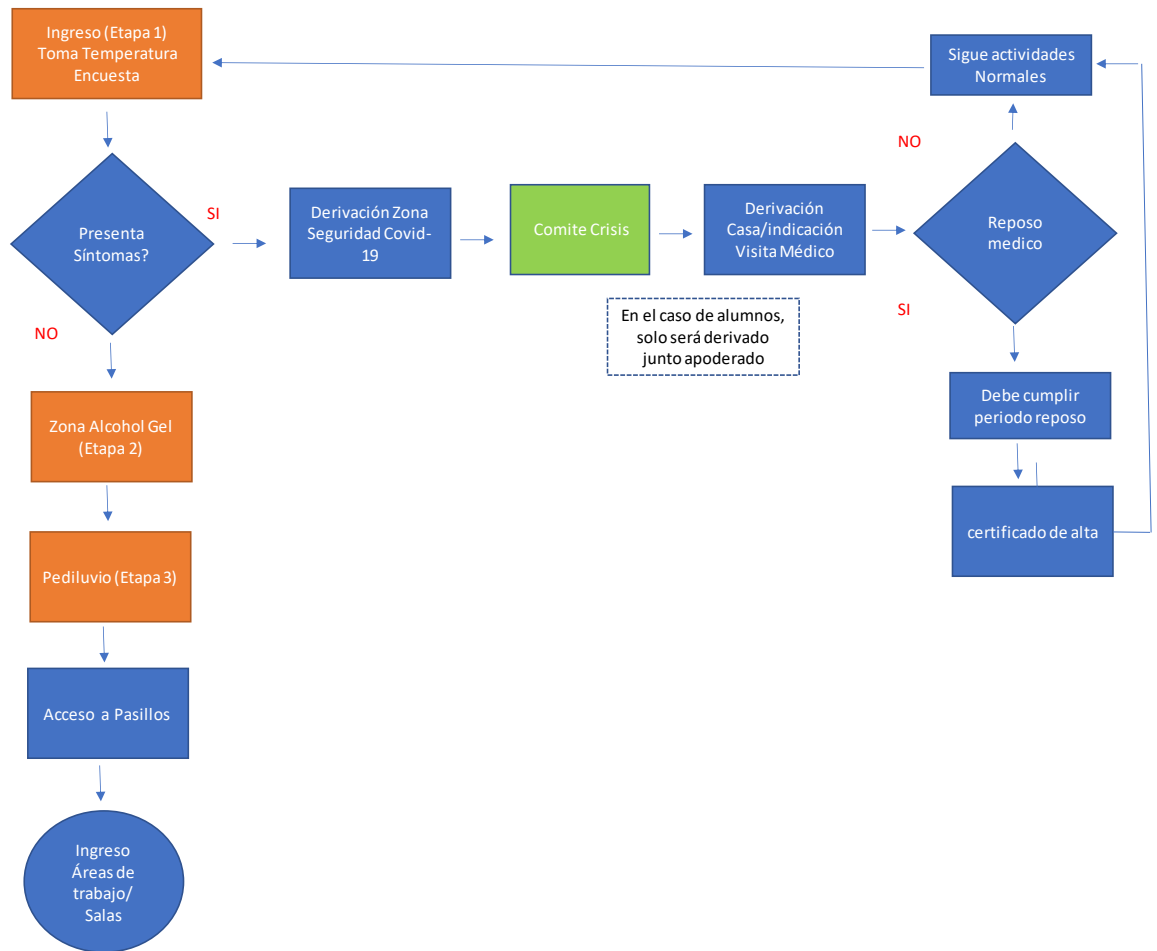 Ingreso (Etapa 1)
Toma Temperatura
Encuesta
Sigue actividades
Normales
NO
SI
Presenta
Síntomas?
Derivación Zona
Seguridad Covid-
19
Comite Crisis
Derivación
Casa/indicación
Visita Médico
Reposo
medico
En el caso de alumnos,
solo será derivado
junto apoderado
SI
NO
Debe cumplir
periodo reposo
Zona Alcohol Gel
(Etapa 2)
certificado de alta
Pediluvio (Etapa 3)
Acceso a Pasillos
Ingreso
Áreas de
trabajo/
Salas